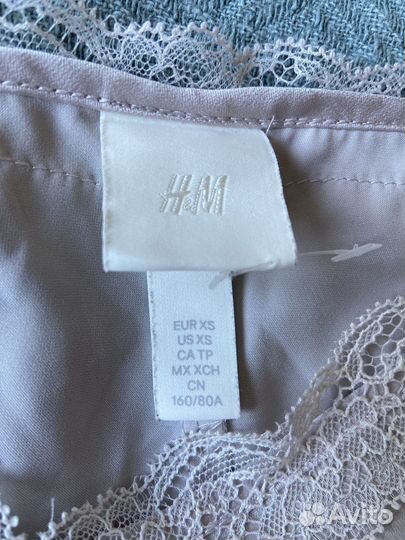 H&M
EUR XS
US XS
CA TP
MX XCH
CN
160/80A
Avito